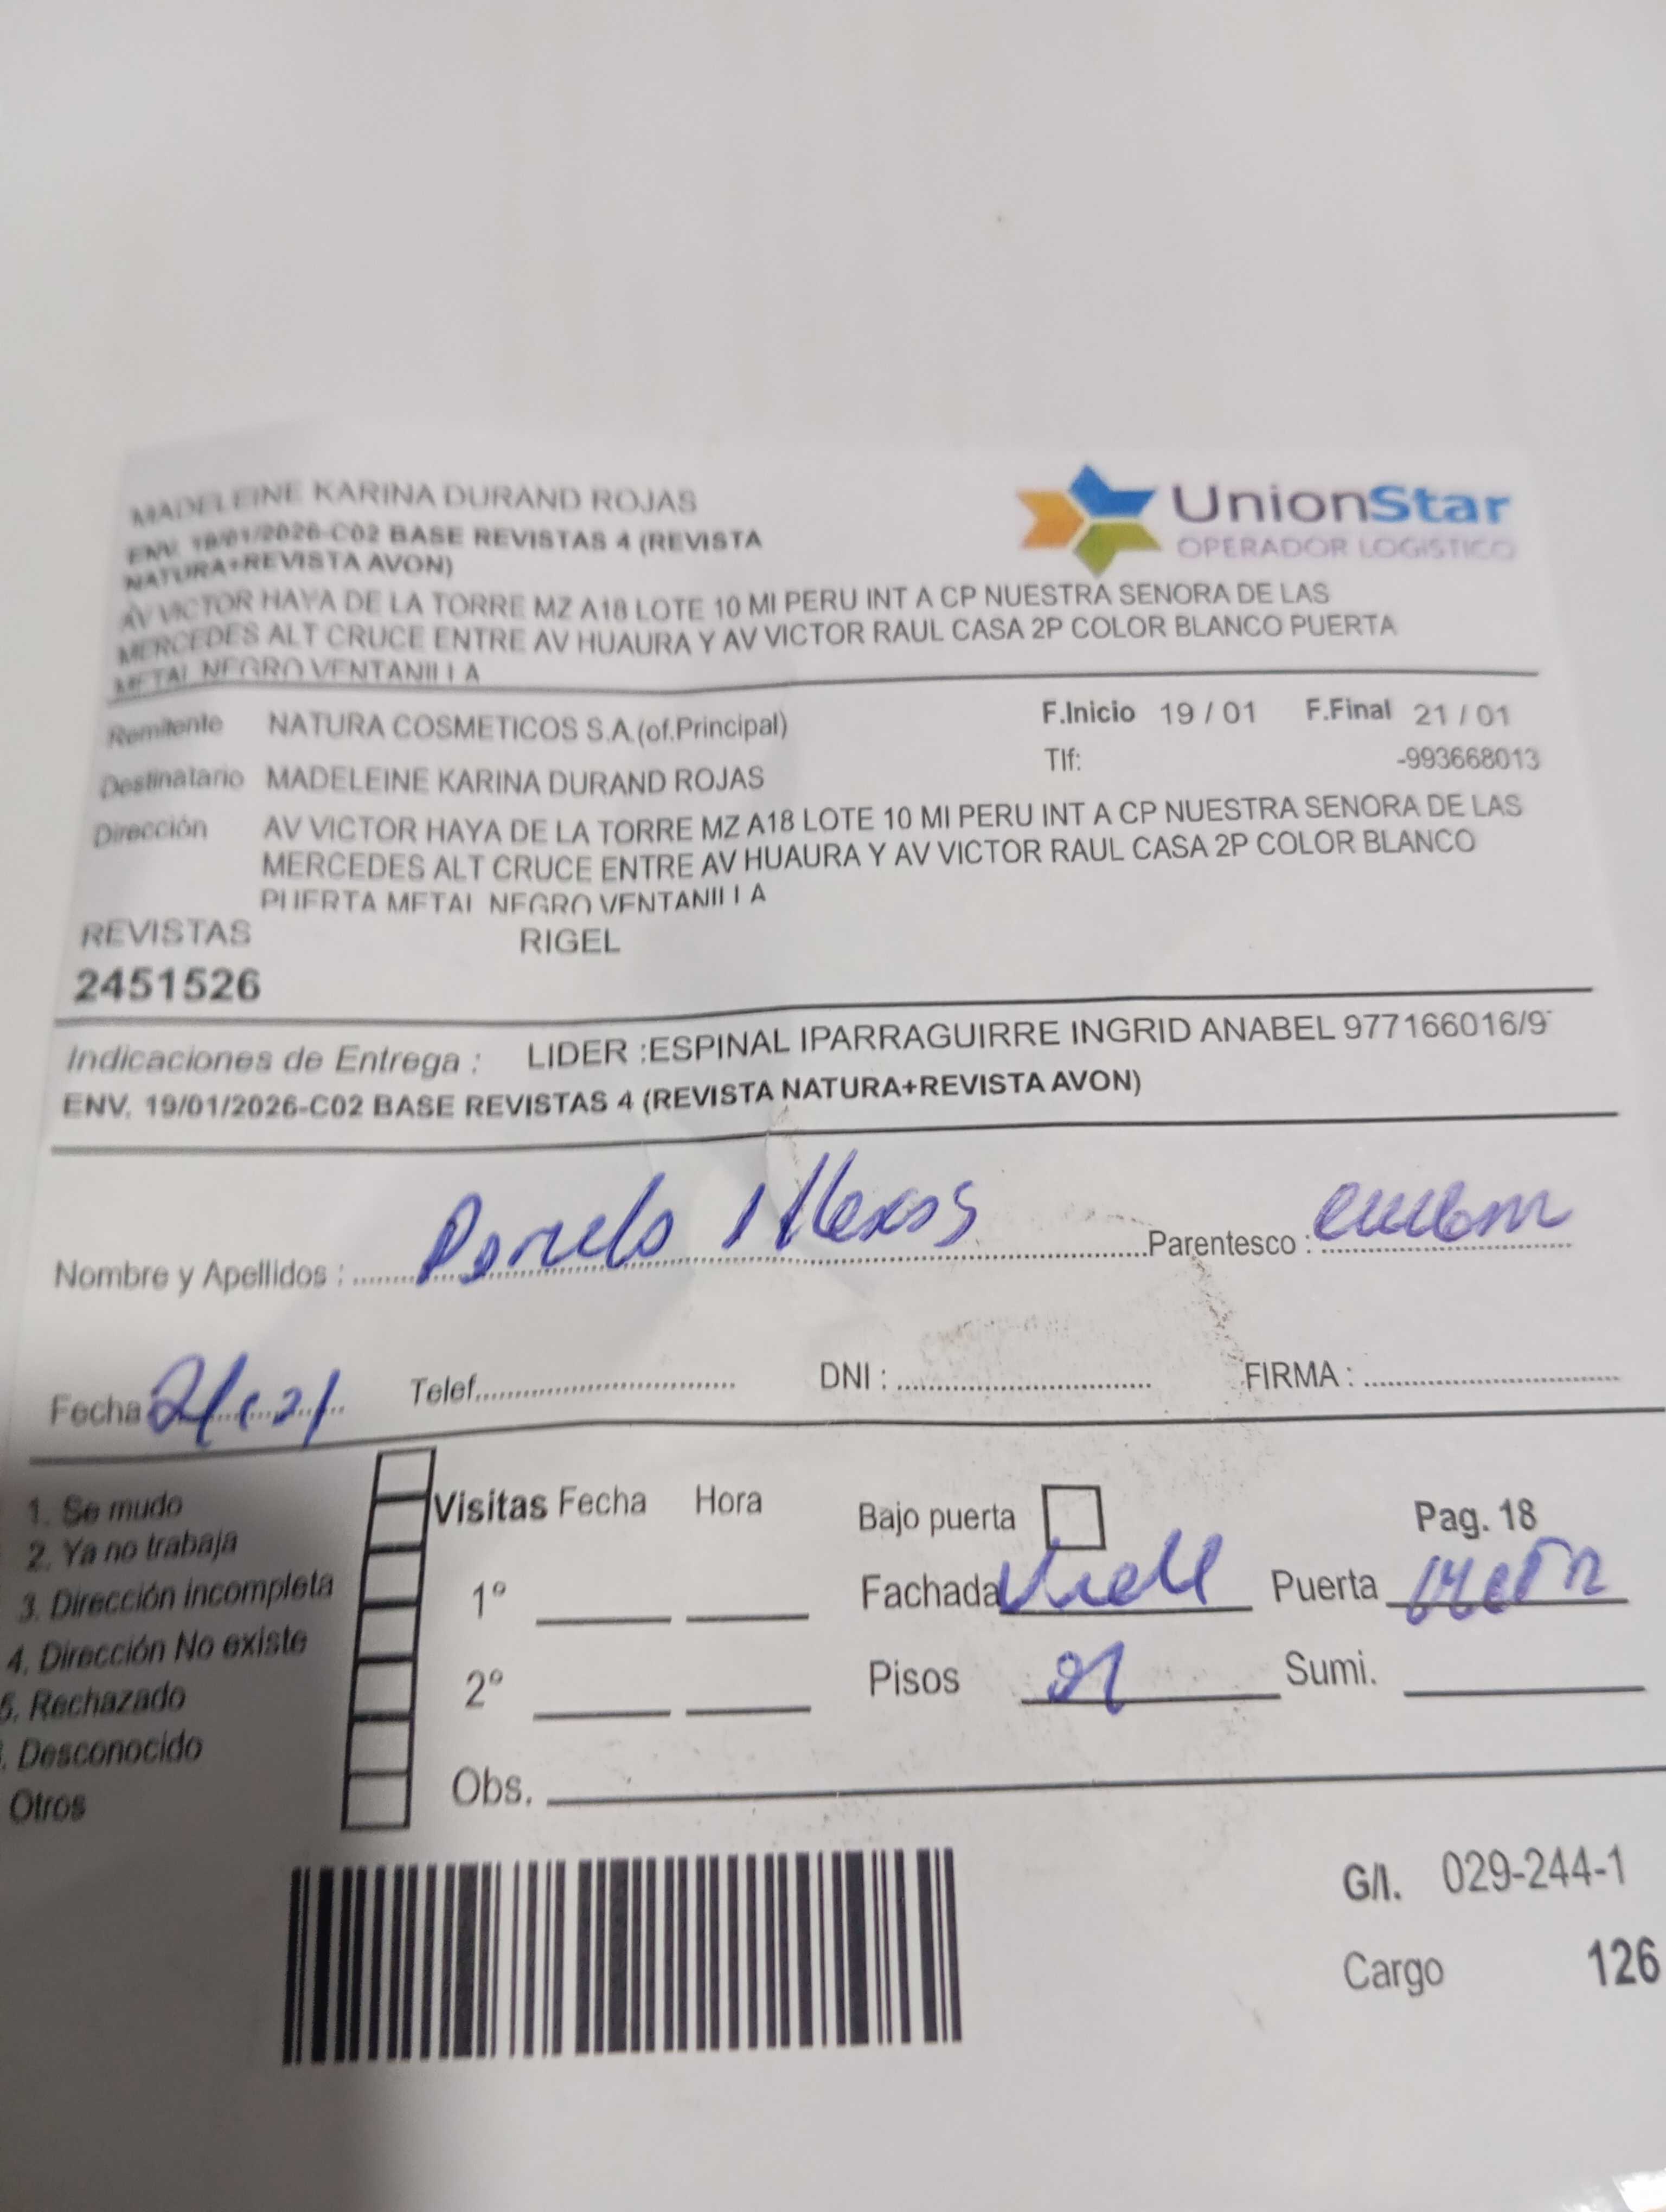 MADELEINE KARINA DURAND ROJAS
ENV. 19/01/2026-C02 BASE REVISTAS 4 (REVISTA
NATURA+REVISTA AVON)
AV VICTOR HAYA DE LA TORRE MZ A18 LOTE 10 MI PERU INT A CP NUESTRA SENORA DE LAS
MERCEDES ALT CRUCE ENTRE AV HUAURA Y AV VICTOR RAUL CASA 2P COLOR BLANCO PUERTA
METAL NEGRO VENTANILLA
UnionStar
OPERADOR LOGISTICO
Remitente NATURA COSMETICOS S.A.(of.Principal)
F.Inicio 19 / 01 F.Final 21 / 01
Tlf: -993668013
Destinatario MADELEINE KARINA DURAND ROJAS
Dirección AV VICTOR HAYA DE LA TORRE MZ A18 LOTE 10 MI PERU INT A CP NUESTRA SENORA DE LAS
MERCEDES ALT CRUCE ENTRE AV HUAURA Y AV VICTOR RAUL CASA 2P COLOR BLANCO
PUERTA METAL NEGRO VENTANILLA
REVISTAS RIGEL
2451526
Indicaciones de Entrega : LIDER :ESPINAL IPARRAGUIRRE INGRID ANABEL 977166016/9
ENV. 19/01/2026-C02 BASE REVISTAS 4 (REVISTA NATURA+REVISTA AVON)
Nombre y Apellidos : Parentesco :
Fecha Telef. DNI : FIRMA :
1. Se mudo
2. Ya no trabaja
3. Dirección incompleta
4. Dirección No existe
5. Rechazado
. Desconocido
Otros
Visitas Fecha Hora
1º
2º
Obs.
Bajo puerta Pag. 18
Fachada Puerta
Pisos Sumi.
G/I. 029-244-1
Cargo 126